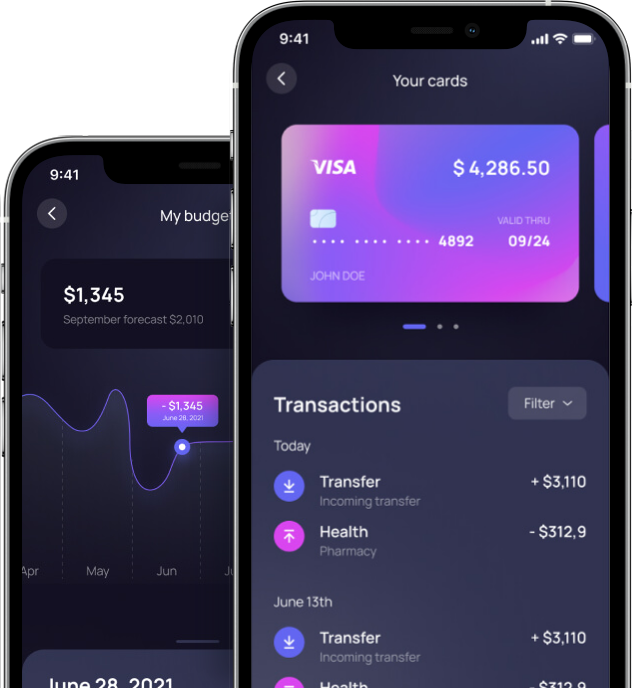 9:41
My budge
$1,345
September forecast $2,010
- $1,345
June 28, 2021
Apr
May
Jun
June 28, 2021
9:41
Your cards
VISA
$ 4,286.50
VALID THRU
•••• •••• •••• 4892
09/24
JOHN DOE
Transactions
Filter
Today
Transfer
+ $3,110
Incoming transfer
Health
- $312,9
Pharmacy
June 13th
Transfer
+ $3,110
Incoming transfer
Health
- $312,9